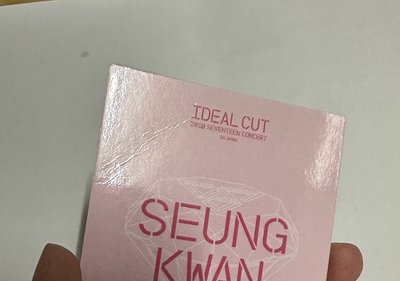 IDEAL CUT
2018 SEVENTEEN CONCERT
IN JAPAN
SEUNG
KWAN